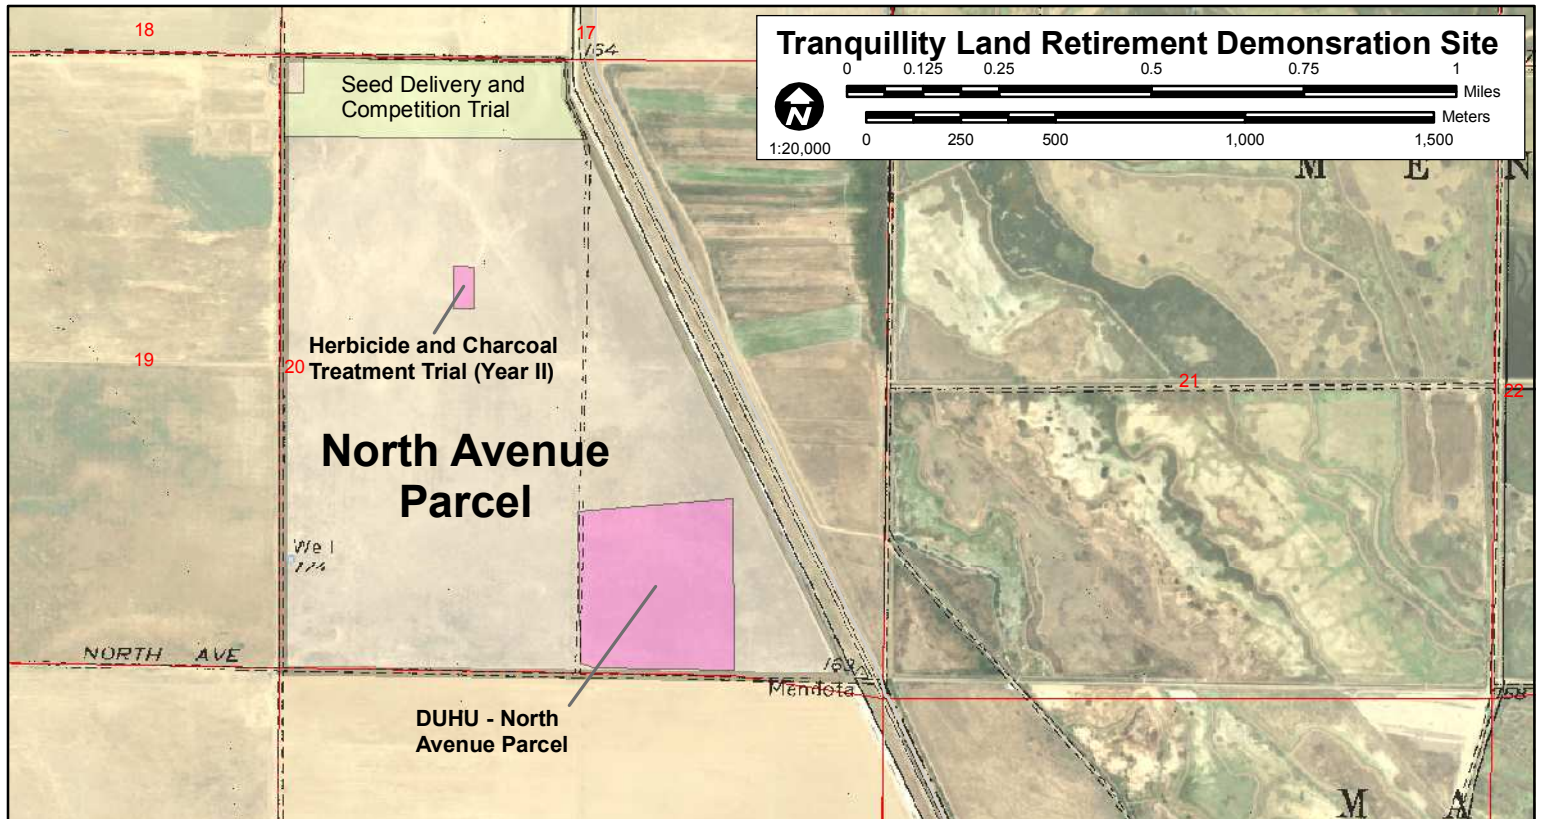 18
17
164
Tranquillity Land Retirement Demonsration Site
0 0.125 0.25 0.5 0.75 1
Miles
N
Meters
1:20,000
0 250 500 1,000 1,500
Seed Delivery and
Competition Trial
M E N
Herbicide and Charcoal
Treatment Trial (Year II)
19
20
21
22
North Avenue
Parcel
NORTH AVE
163
Mendota
DUHU - North
Avenue Parcel
M A